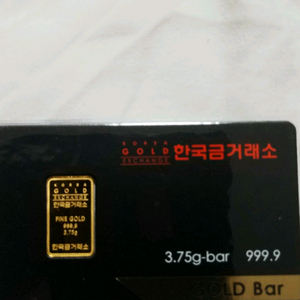 KOREA
GOLD
EXCHANGE
한국금거래소
KOREA
GOLD
EXCHANGE
한국금거래소
FINE GOLD
999.9
3.75g
3.75g-bar 999.9
GOLD Bar